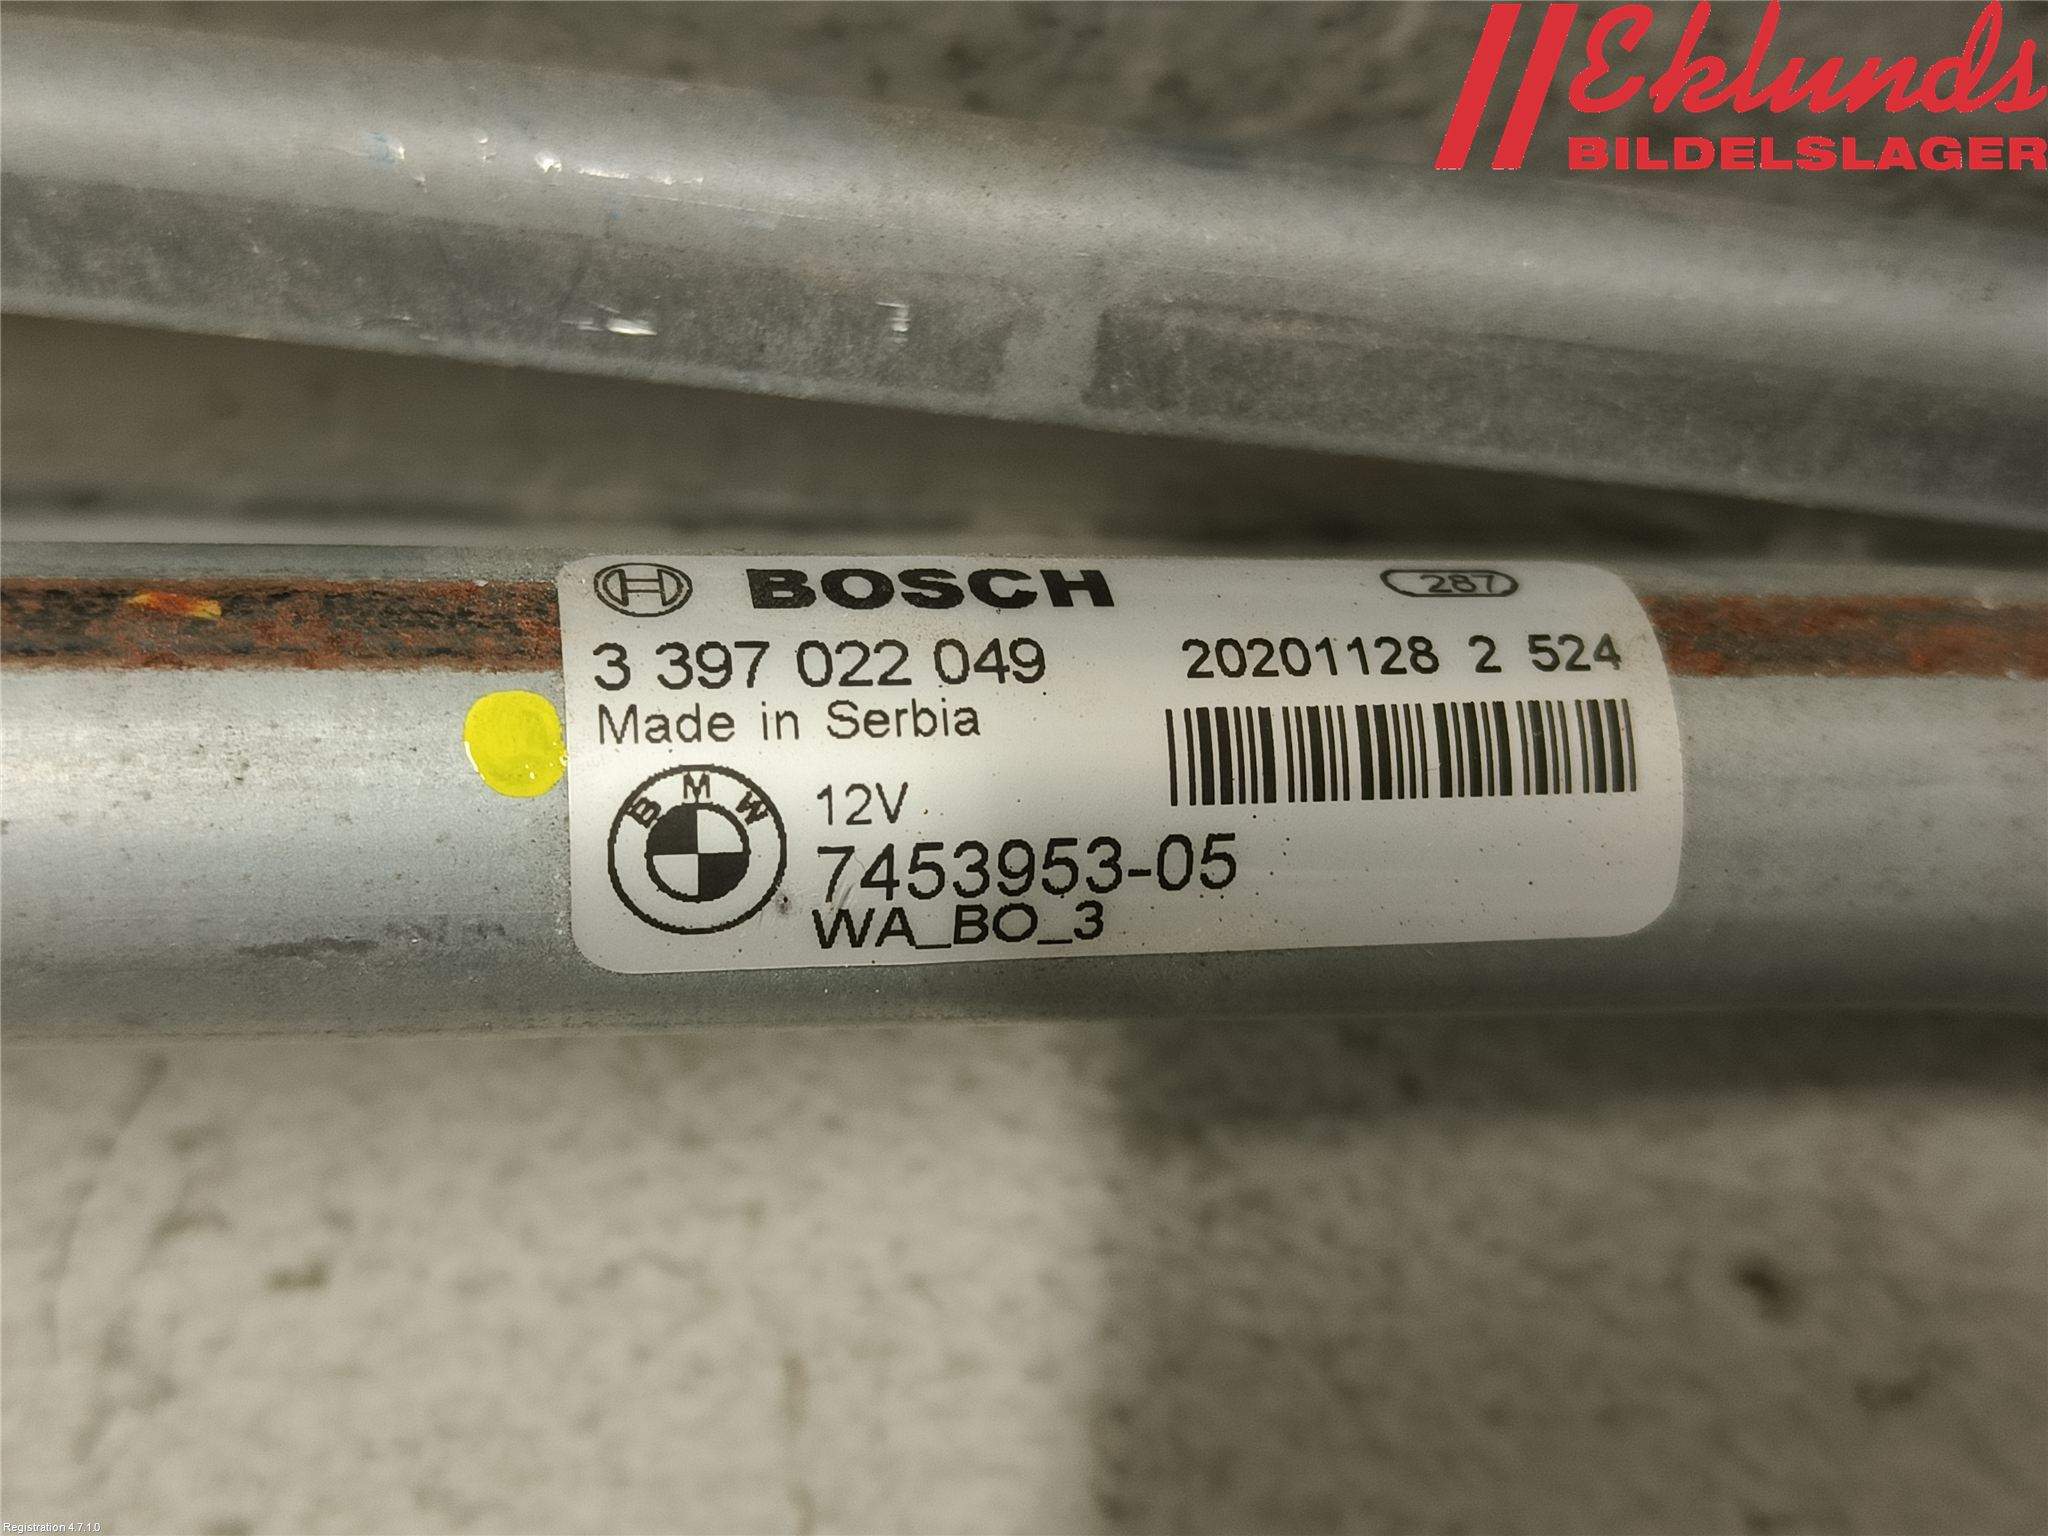 Eklunds
BILDELSLAGER
BOSCH
287
3 397 022 049
20201128 2 524
Made in Serbia
BMW
12V
7453953-05
WA_BO_3
Registration 4.7.1.0